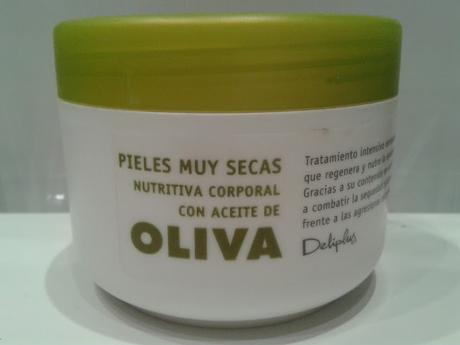 PIELES MUY SECAS
NUTRITIVA CORPORAL
CON ACEITE DE
OLIVA
Tratamiento intensivo
que regenera y nutre la
Gracias a su contenido
a combatir la sequedad
frente a las agresiones
Deliplus